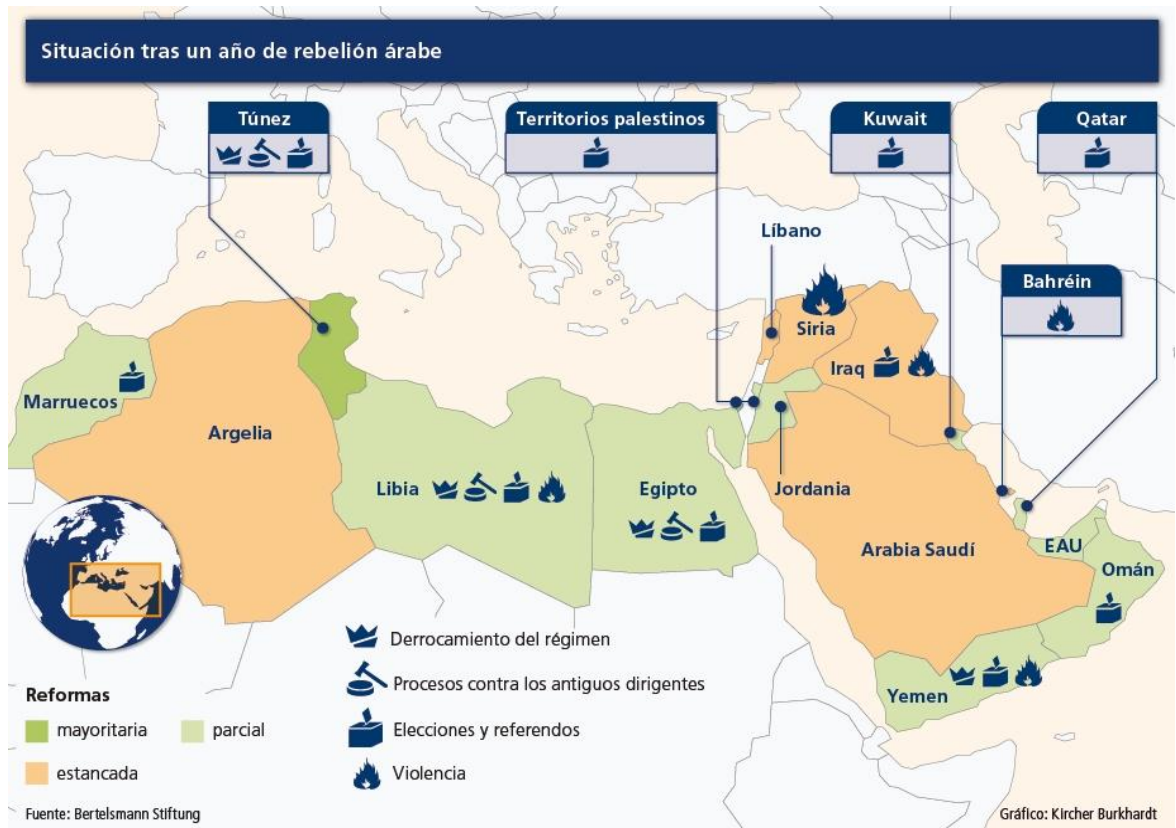 Situación tras un año de rebelión árabe
Túnez
Territorios palestinos
Kuwait
Qatar
Líbano
Bahréin
Siria
Iraq
Marruecos
Argelia
Libia
Egipto
Jordania
Arabia Saudí
EAU
Omán
Yemen
Derrocamiento del régimen
Procesos contra los antiguos dirigentes
Elecciones y referendos
Violencia
Reformas
mayoritaria
parcial
estancada
Fuente: Bertelsmann Stiftung
Gráfico: Kircher Burkhardt